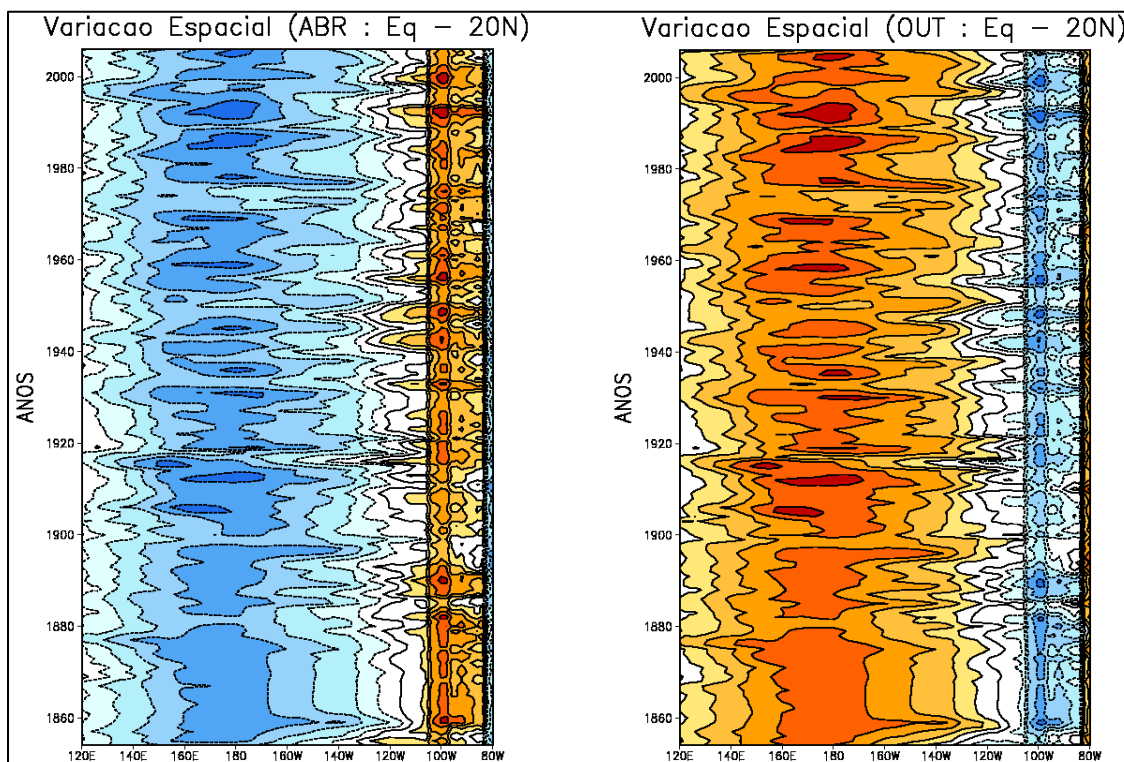 Variacao Espacial (ABR : Eq - 20N)
ANOS
2000
1980
1960
1940
1920
1900
1880
1860
120E 140E 160E 180 160W 140W 120W 100W 80W
Variacao Espacial (OUT : Eq - 20N)
ANOS
2000
1980
1960
1940
1920
1900
1880
1860
120E 140E 160E 180 160W 140W 120W 100W 80W